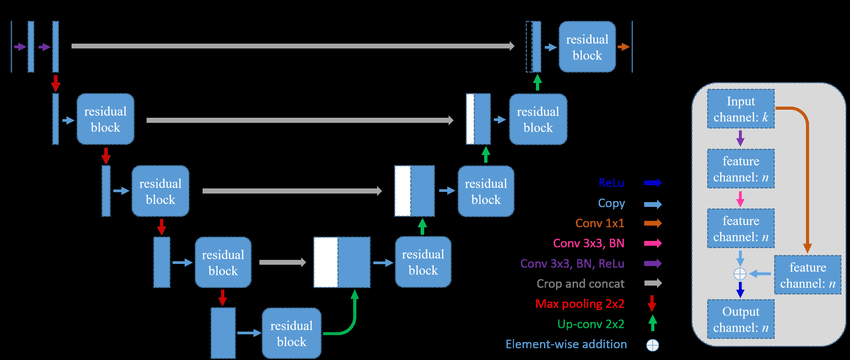 residual
block
residual
block
residual
block
residual
block
residual
block
residual
block
residual
block
residual
block
residual
block
ReLu
Copy
Conv 1x1
Conv 3x3, BN
Conv 3x3, BN, ReLu
Crop and concat
Max pooling 2x2
Up-conv 2x2
Element-wise addition
Input
channel: k
feature
channel: n
feature
channel: n
feature
channel: n
Output
channel: n